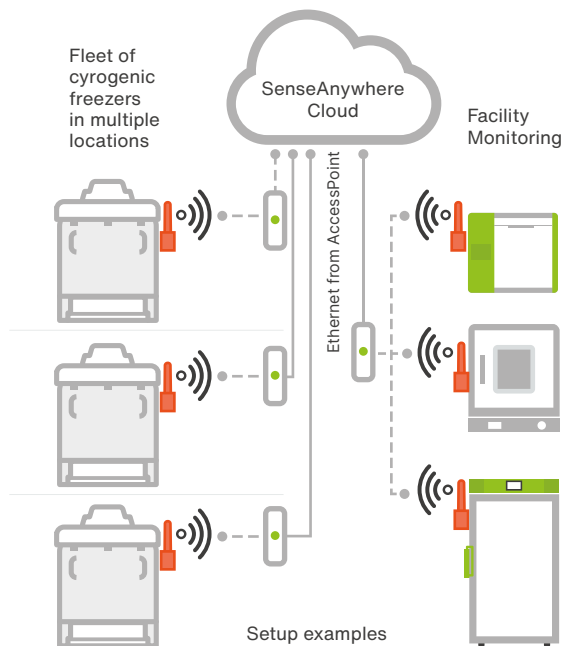 Fleet of
cyrogenic
freezers
in multiple
locations
SenseAnywhere
Cloud
Facility
Monitoring
Ethernet from AccessPoint
Setup examples